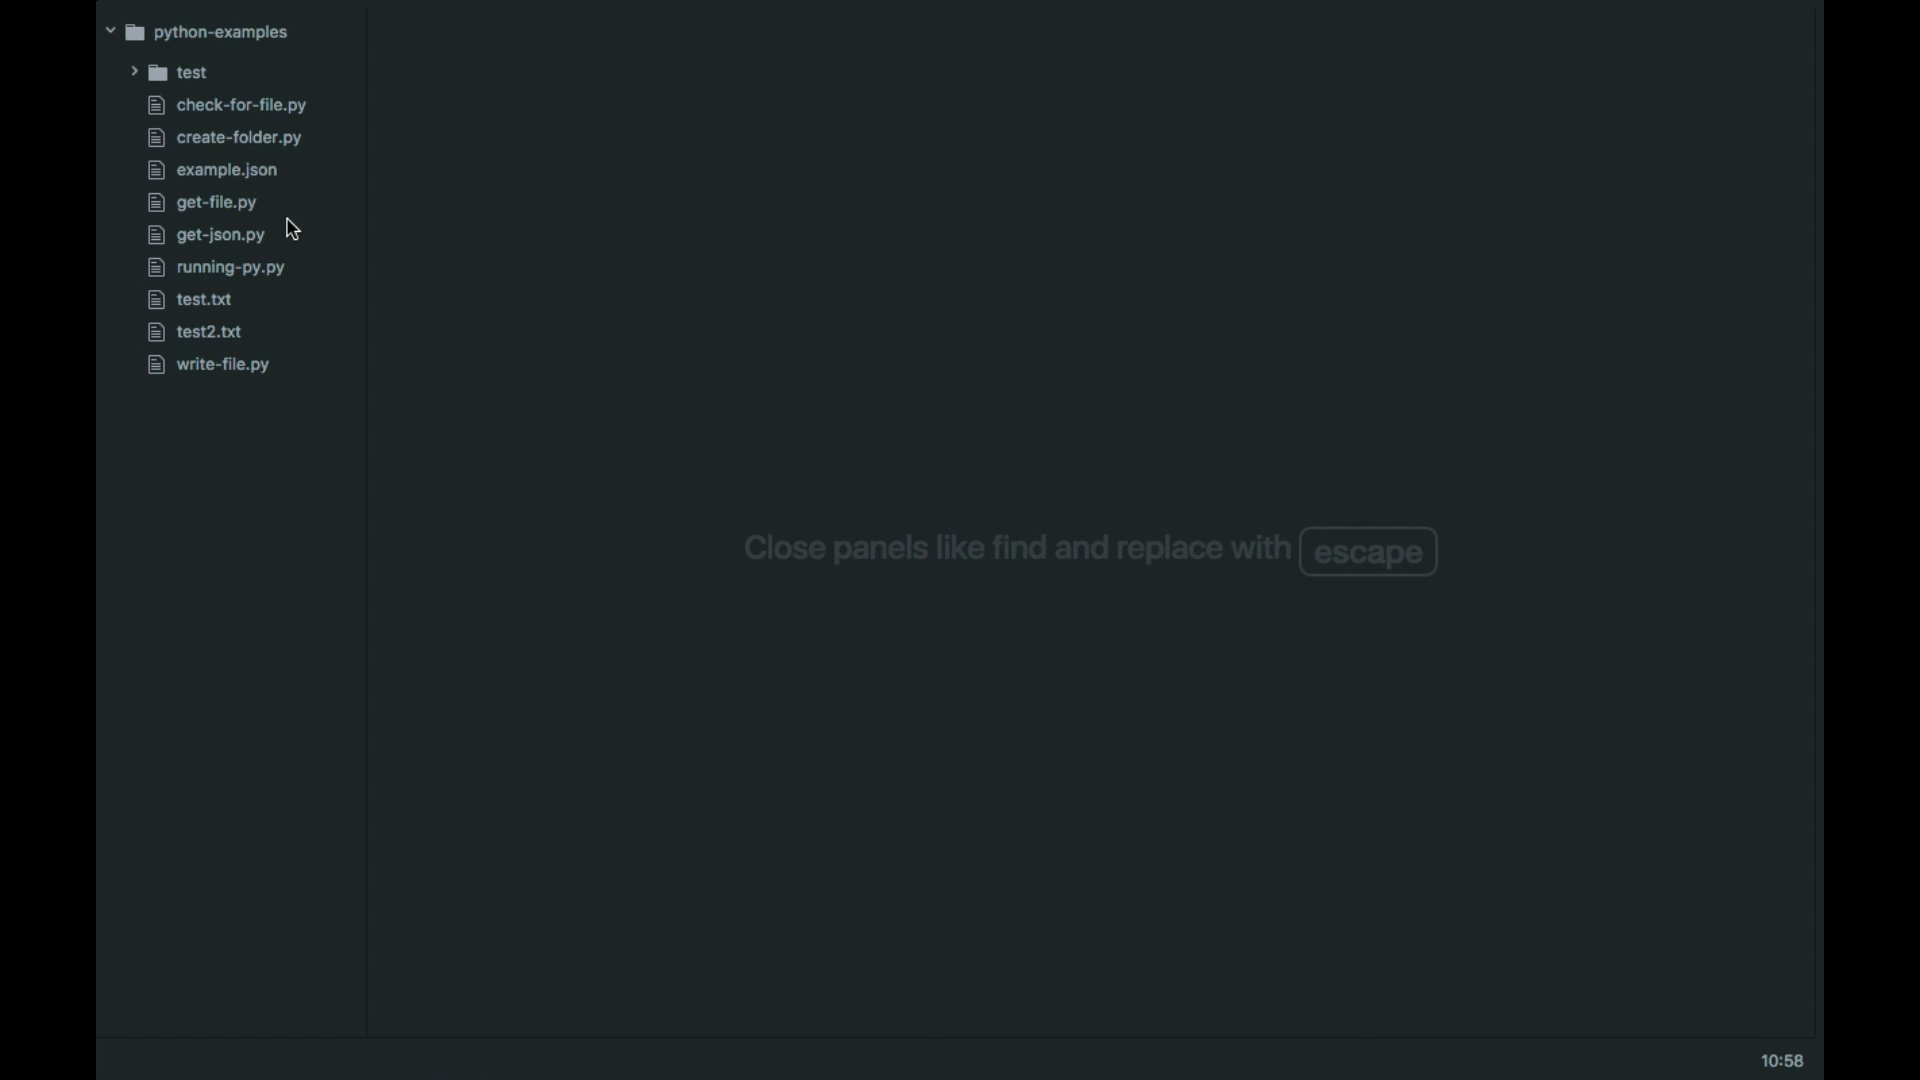 python-examples
test
check-for-file.py
create-folder.py
example.json
get-file.py
get-json.py
running-py.py
test.txt
test2.txt
write-file.py
Close panels like find and replace with escape
10:58